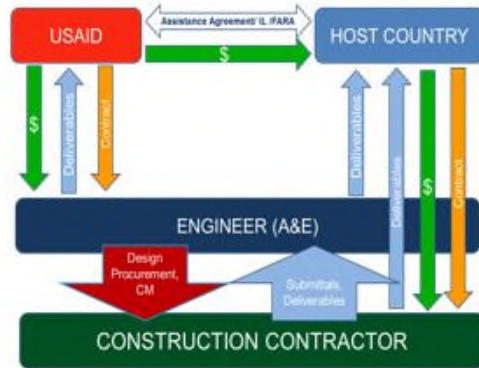 Assistance Agreement/ IL /FARA
USAID
HOST COUNTRY
$
$
Deliverables
Contract
Deliverables
Deliverables
$
Contract
ENGINEER (A&E)
Design
Procurement,
CM
Submittals,
Deliverables
CONSTRUCTION CONTRACTOR